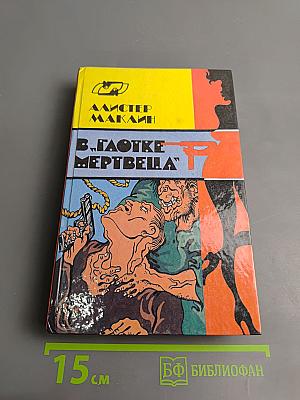 АЛИСТЕР
МАКЛИН
В „ГЛОТКЕ
МЕРТВЕЦА"
15 см
БФ БИБЛИОФАН